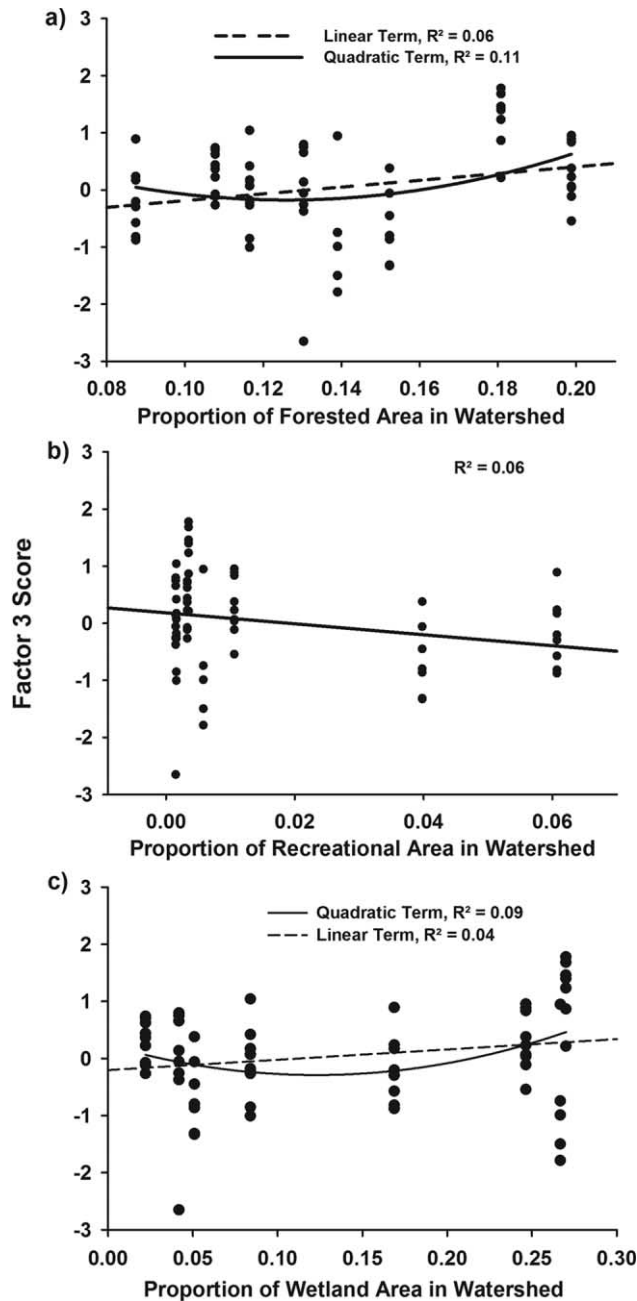 a)
3
2
1
0
-1
-2
-3
Linear Term, R² = 0.06
Quadratic Term, R² = 0.11
0.08 0.10 0.12 0.14 0.16 0.18 0.20
Proportion of Forested Area in Watershed
b)
3
2
1
0
-1
-2
-3
R² = 0.06
Factor 3 Score
0.00 0.02 0.04 0.06
Proportion of Recreational Area in Watershed
c)
3
2
1
0
-1
-2
-3
Quadratic Term, R² = 0.09
Linear Term, R² = 0.04
0.00 0.05 0.10 0.15 0.20 0.25 0.30
Proportion of Wetland Area in Watershed